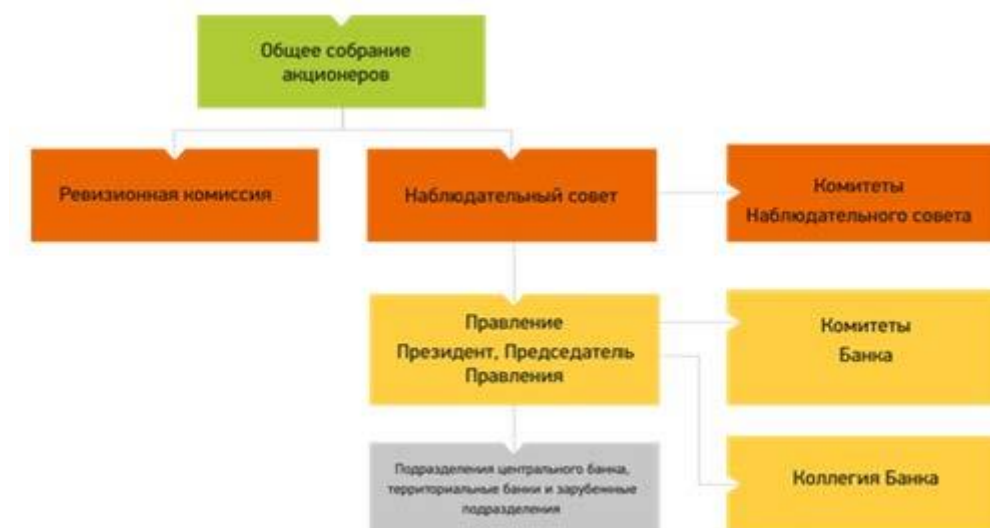 Общее собрание
акционеров
Ревизионная комиссия
Наблюдательный совет
Комитеты
Наблюдательного совета
Правление
Президент, Председатель
Правления
Комитеты
Банка
Подразделения центрального банка,
территориальные банки и зарубежные
подразделения
Коллегия Банка